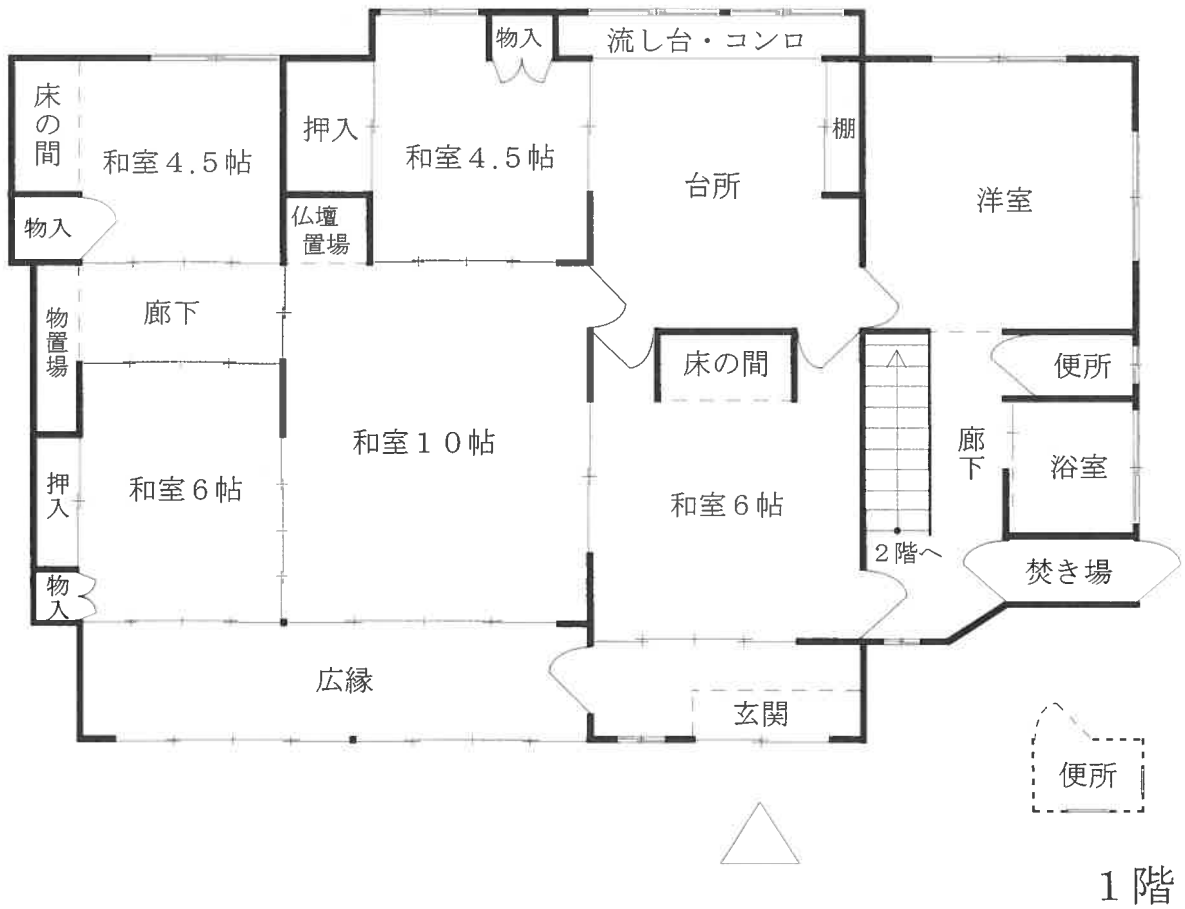 物入
流し台・コンロ
床の間
和室4.5帖
押入
和室4.5帖
棚
台所
洋室
物入
仏壇
置場
物置場
廊下
床の間
便所
和室10帖
廊下
浴室
押入
和室6帖
和室6帖
2階へ
焚き場
物入
広縁
玄関
便所
1階